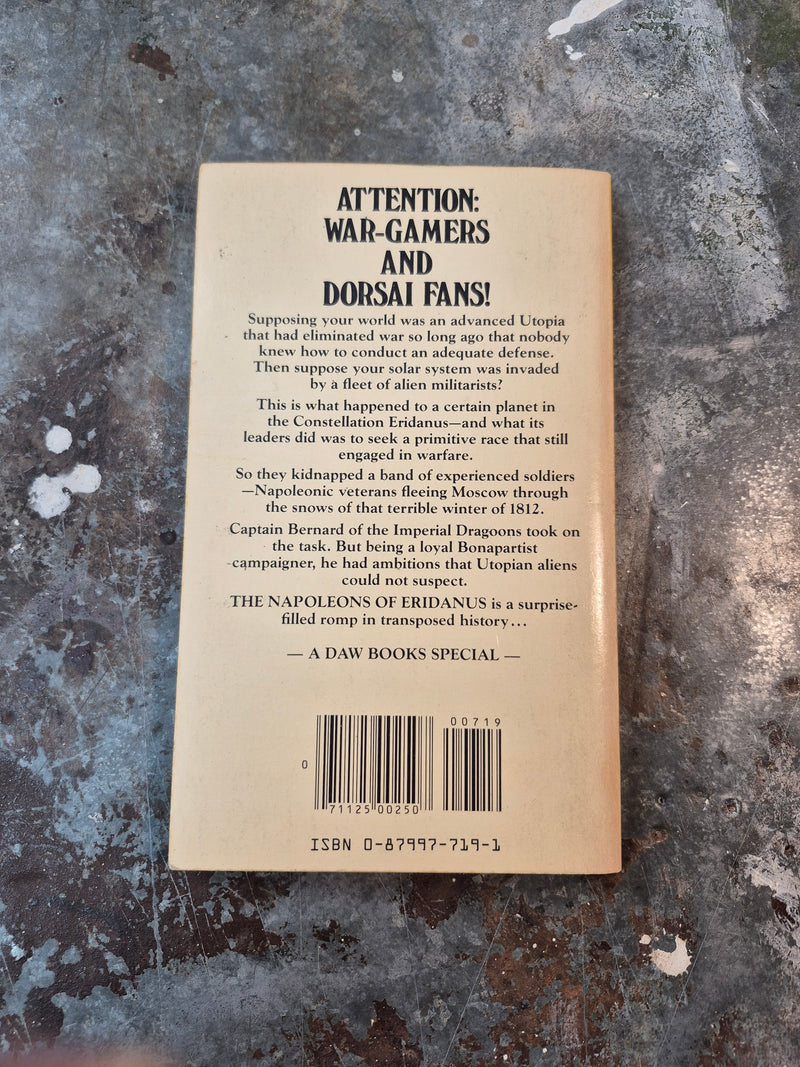 ATTENTION:
WAR-GAMERS
AND
DORSAI FANS!
Supposing your world was an advanced Utopia
that had eliminated war so long ago that nobody
knew how to conduct an adequate defense.
Then suppose your solar system was invaded
by a fleet of alien militarists?
This is what happened to a certain planet in
the Constellation Eridanus—and what its
leaders did was to seek a primitive race that still
engaged in warfare.
So they kidnapped a band of experienced soldiers
—Napoleonic veterans fleeing Moscow through
the snows of that terrible winter of 1812.
Captain Bernard of the Imperial Dragoons took on
the task. But being a loyal Bonapartist
campaigner, he had ambitions that Utopian aliens
could not suspect.
THE NAPOLEONS OF ERIDANUS is a surprise-
filled romp in transposed history...
— A DAW BOOKS SPECIAL —
00719
0
71125 00250
ISBN 0-87997-719-1